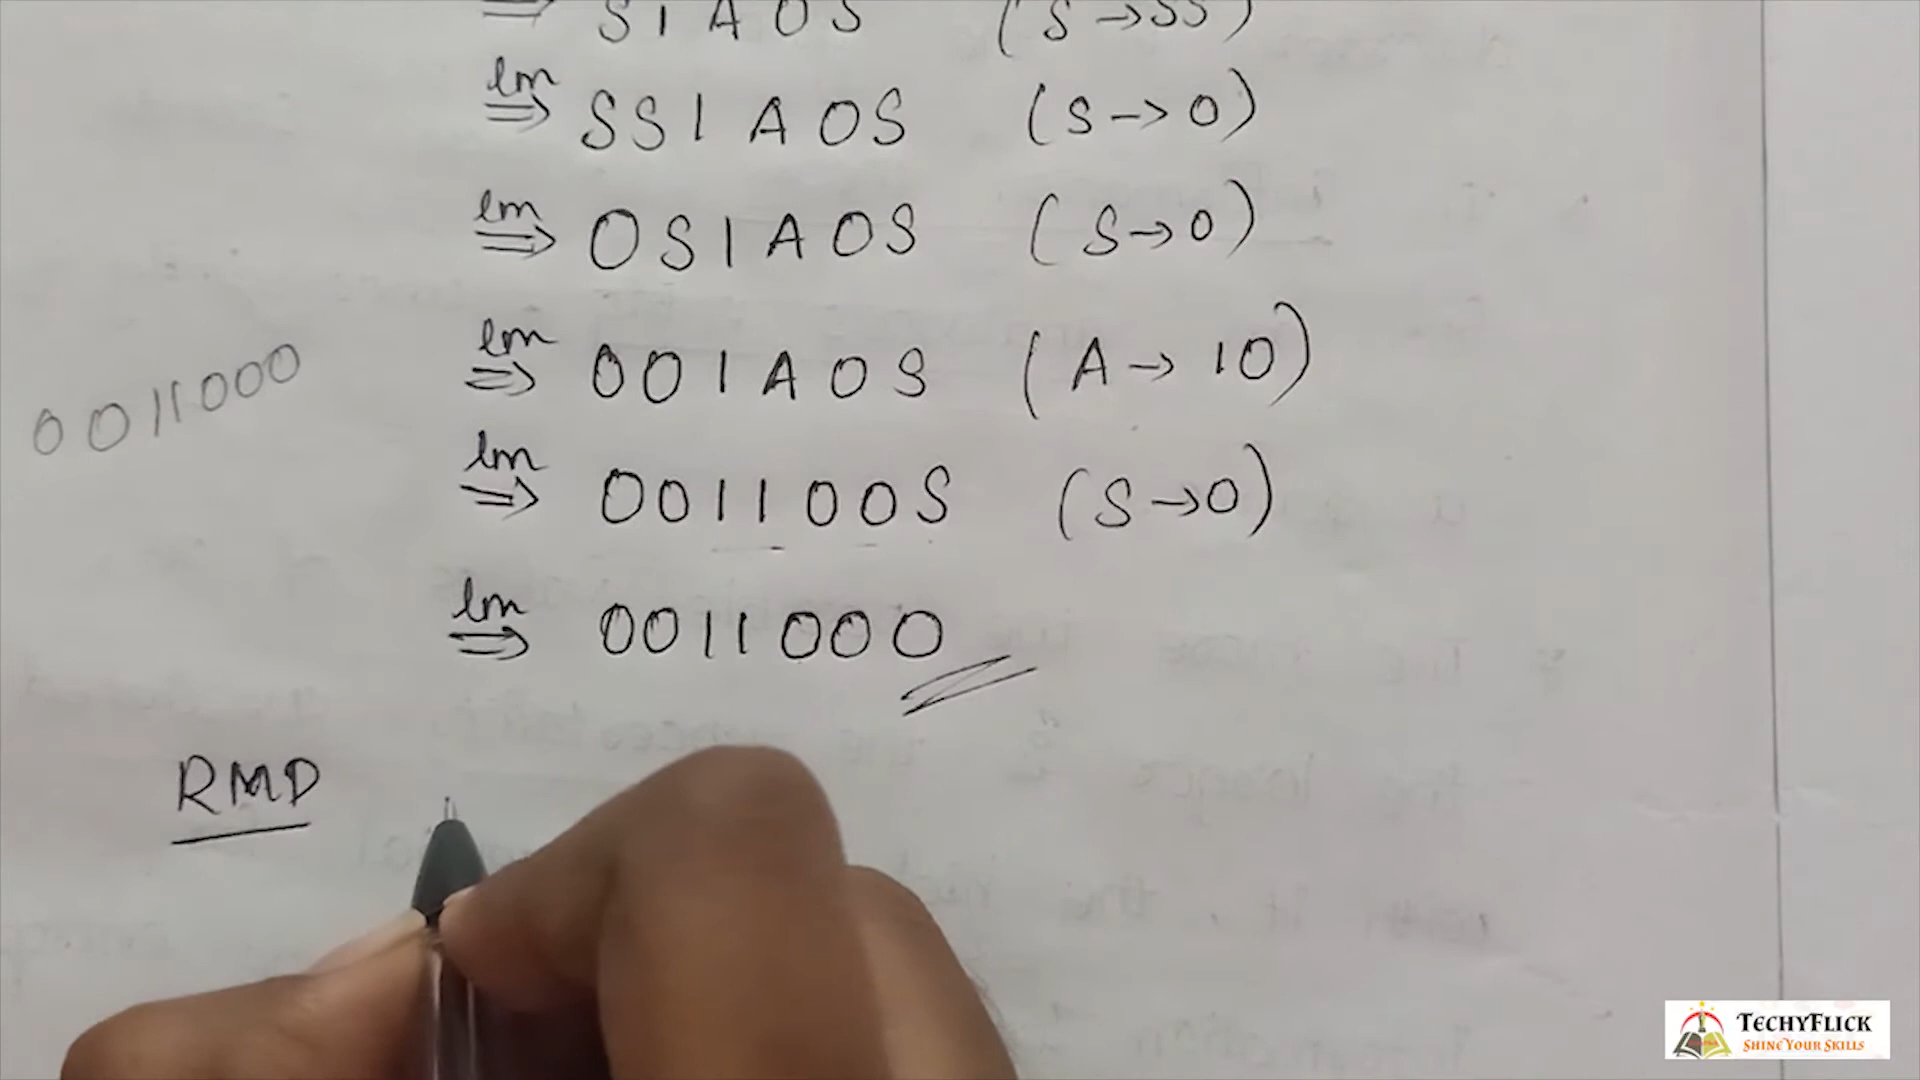 ⇒ S1A0S (S→SS)
lm
⇒ SS1A0S (S→0)
lm
⇒ 0S1A0S (S→0)
lm
⇒ 001A0S (A→10)
0011000
lm
⇒ 001100S (S→0)
lm
⇒ 0011000
RMD
TECHYFLICK
SHINE YOUR SKILLS